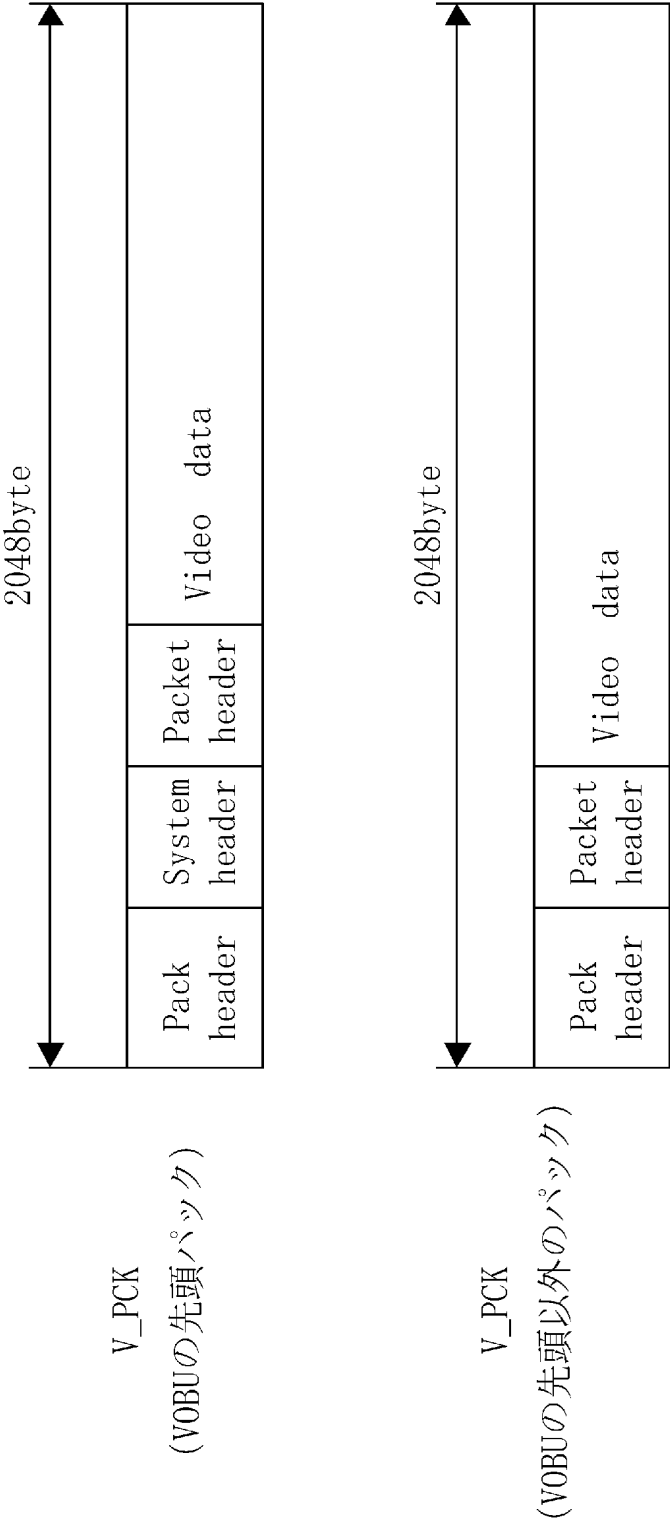 2048byte
V_PCK
(VOBUの先頭パック)
Pack
header
System
header
Packet
header
Video data
2048byte
V_PCK
(VOBUの先頭以外のパック)
Pack
header
Packet
header
Video data